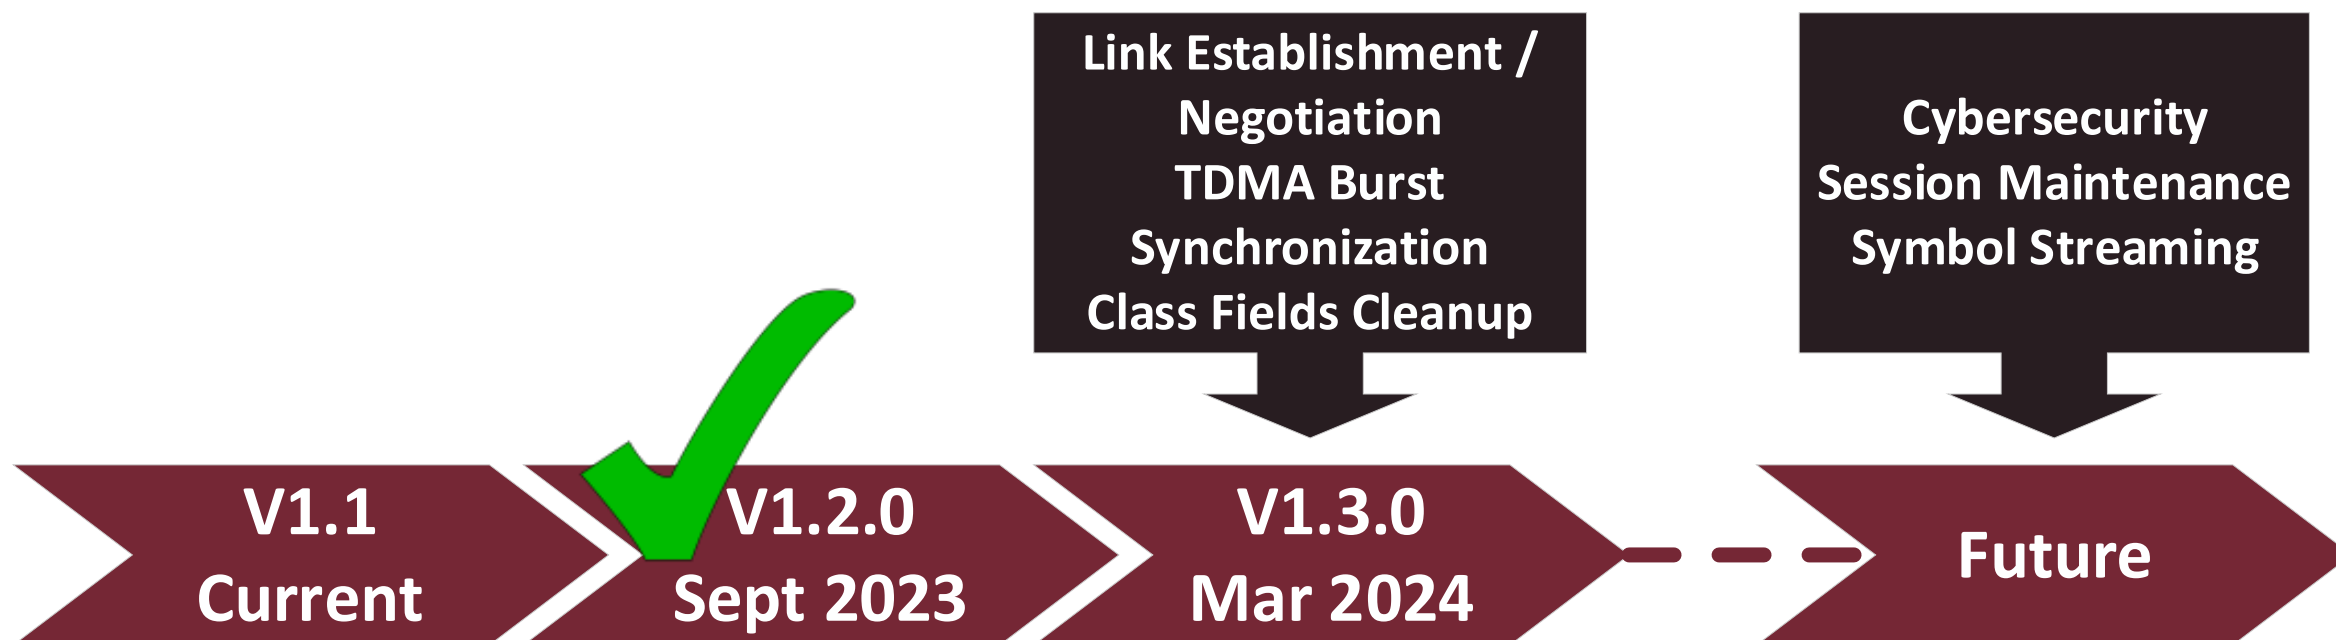 Link Establishment /
Negotiation
TDMA Burst
Synchronization
Class Fields Cleanup
Cybersecurity
Session Maintenance
Symbol Streaming
V1.1
Current
V1.2.0
Sept 2023
V1.3.0
Mar 2024
Future